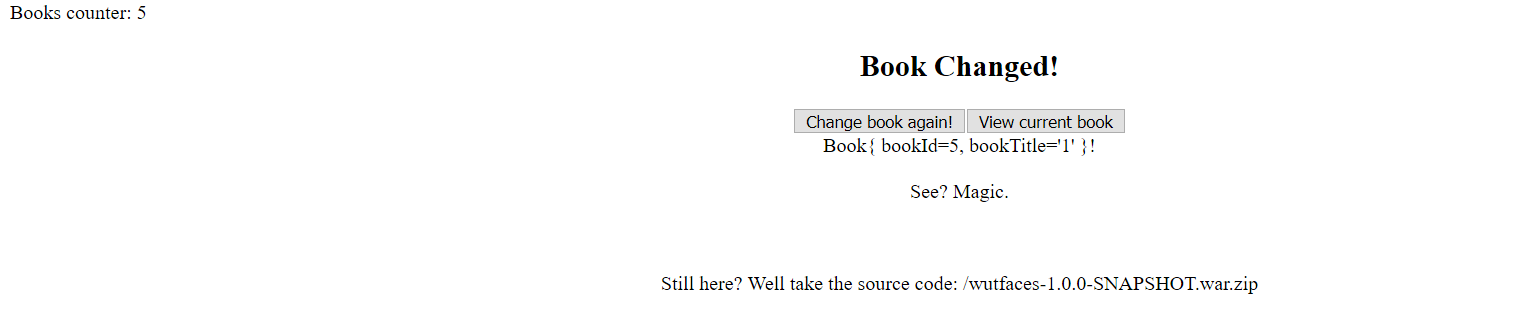 Books counter: 5
Book Changed!
Change book again! View current book
Book{ bookId=5, bookTitle='1' }!
See? Magic.
Still here? Well take the source code: /wutfaces-1.0.0-SNAPSHOT.war.zip